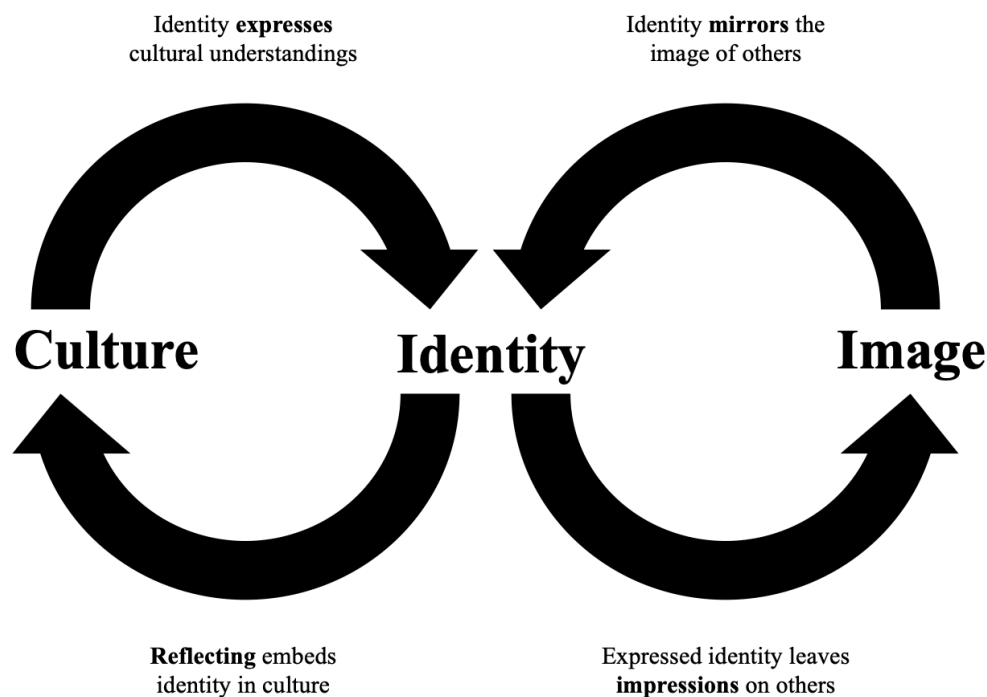 Identity expresses
cultural understandings
Identity mirrors the
image of others
Culture
Identity
Image
Reflecting embeds
identity in culture
Expressed identity leaves
impressions on others